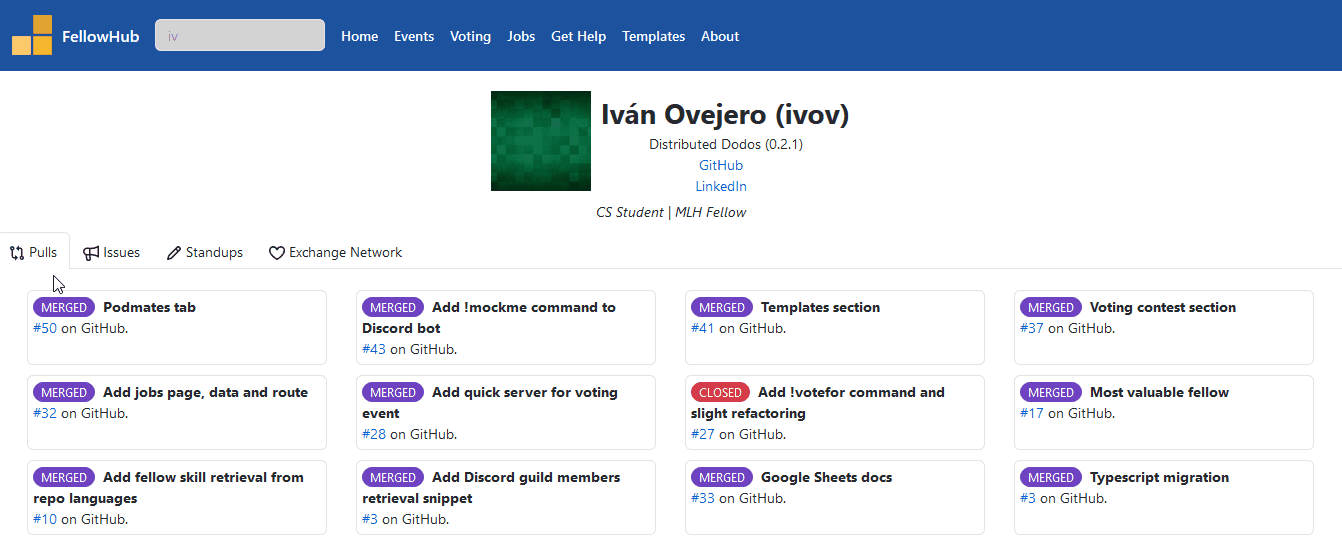 FellowHub iv Home Events Voting Jobs Get Help Templates About
Iván Ovejero (ivov)
Distributed Dodos (0.2.1)
GitHub
LinkedIn
CS Student | MLH Fellow
Pulls Issues Standups Exchange Network
MERGED Podmates tab
#50 on GitHub.
MERGED Add !mockme command to
Discord bot
#43 on GitHub.
MERGED Templates section
#41 on GitHub.
MERGED Voting contest section
#37 on GitHub.
MERGED Add jobs page, data and route
#32 on GitHub.
MERGED Add quick server for voting
event
#28 on GitHub.
CLOSED Add !votefor command and
slight refactoring
#27 on GitHub.
MERGED Most valuable fellow
#17 on GitHub.
MERGED Add fellow skill retrieval from
repo languages
#10 on GitHub.
MERGED Add Discord guild members
retrieval snippet
#3 on GitHub.
MERGED Google Sheets docs
#33 on GitHub.
MERGED Typescript migration
#3 on GitHub.